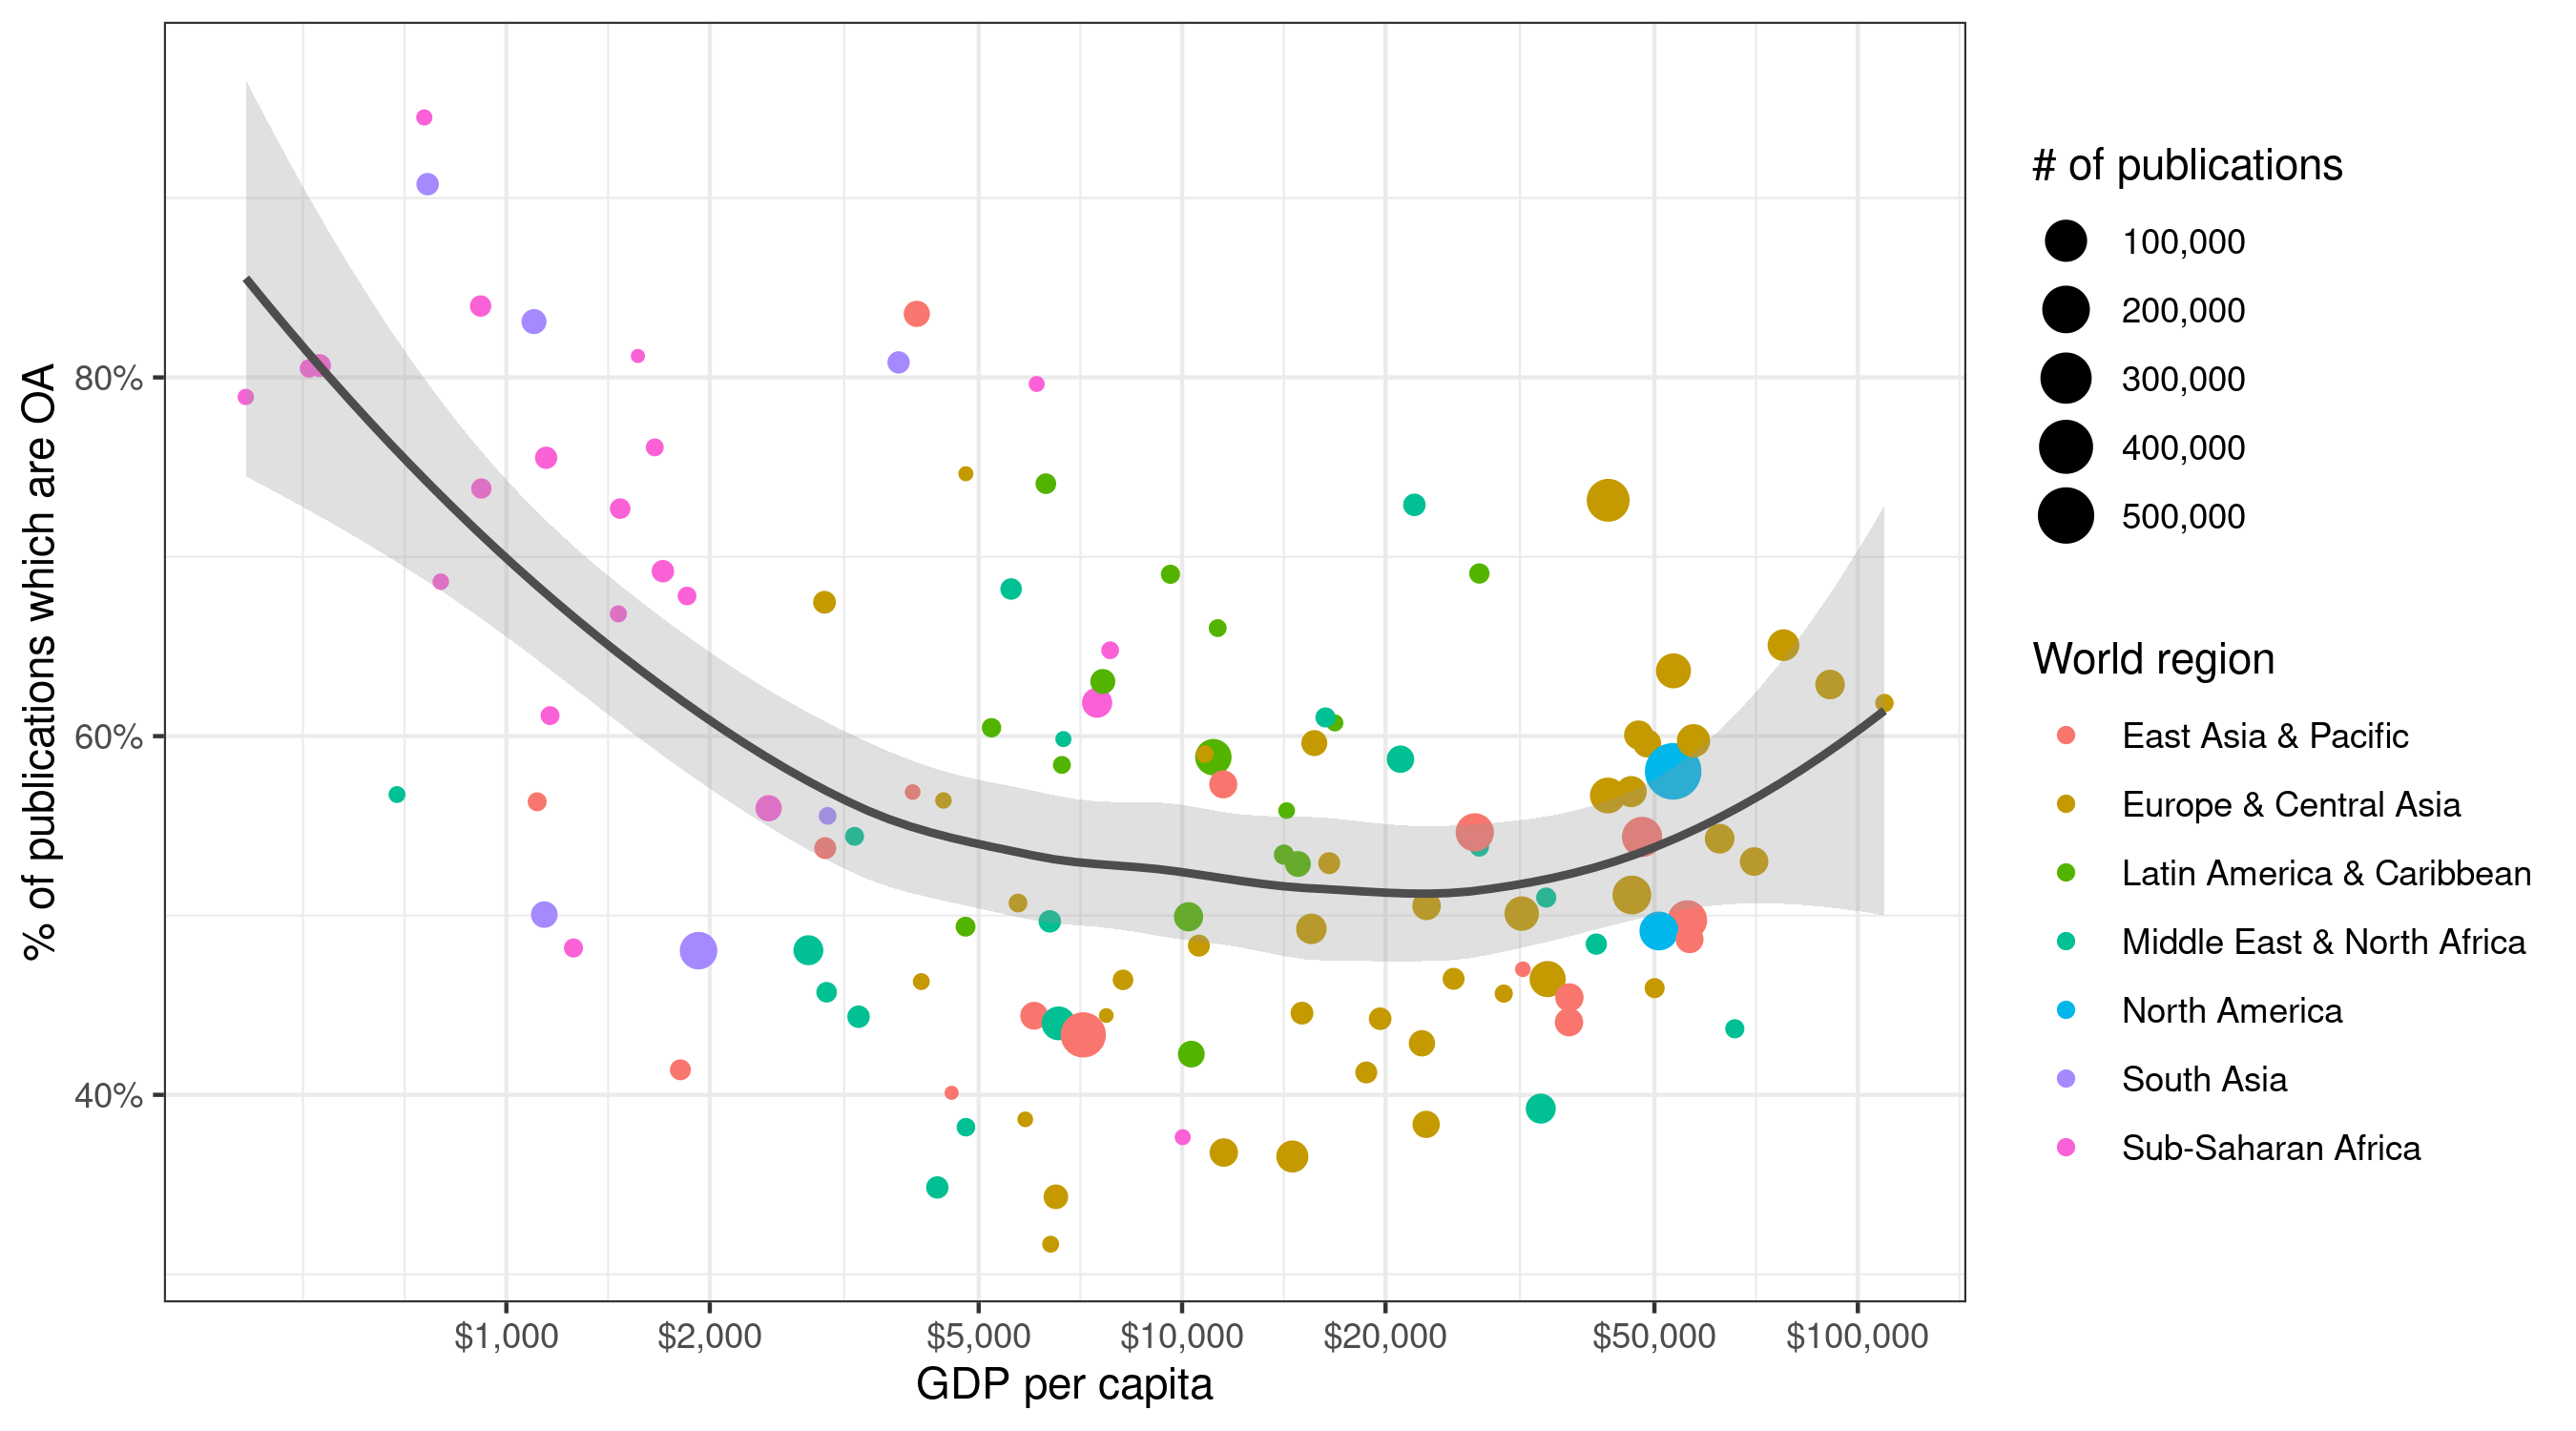 % of publications which are OA
80%
60%
40%
$1,000
$2,000
$5,000
$10,000
$20,000
$50,000
$100,000
GDP per capita
# of publications
100,000
200,000
300,000
400,000
500,000
World region
East Asia & Pacific
Europe & Central Asia
Latin America & Caribbean
Middle East & North Africa
North America
South Asia
Sub-Saharan Africa